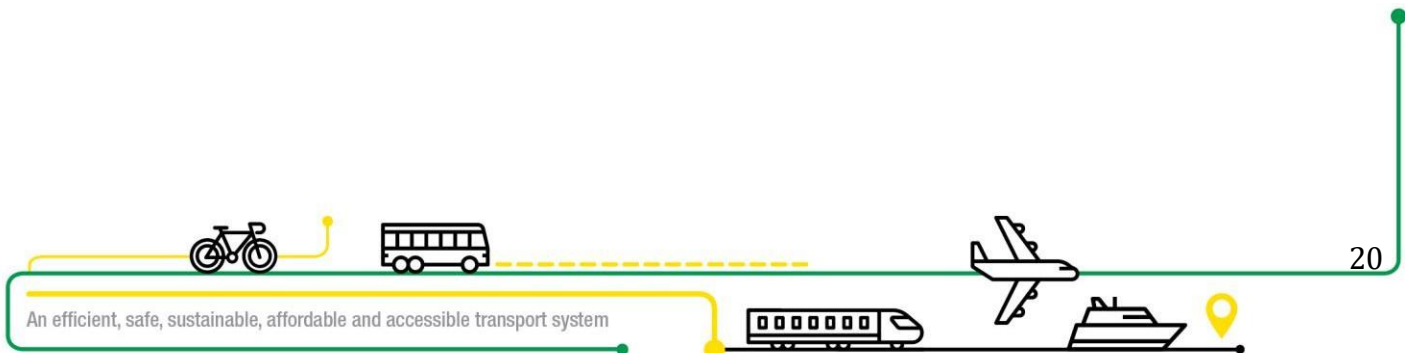 20
An efficient, safe, sustainable, affordable and accessible transport system